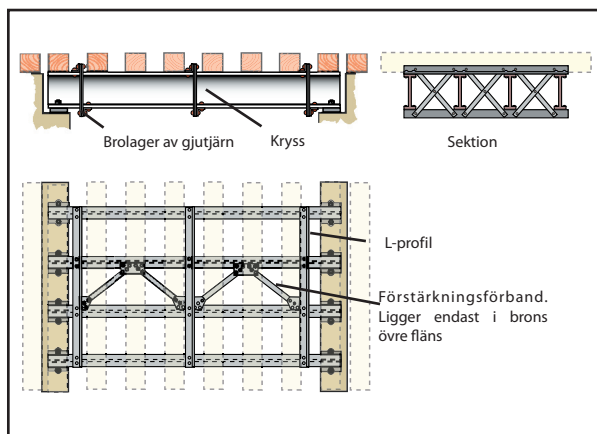 Brolager av gjutjärn
Kryss
Sektion
L-profil
Förstärkningsförband.
Ligger endast i brons
övre fläns